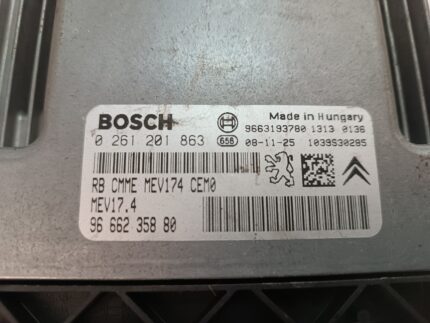 Made in Hungary
BOSCH 9663193780 1313 0136
0 261 201 863 656 08-11-25 1039S30285
RB CMME MEV174 CEM0
MEV17.4
96 662 358 80